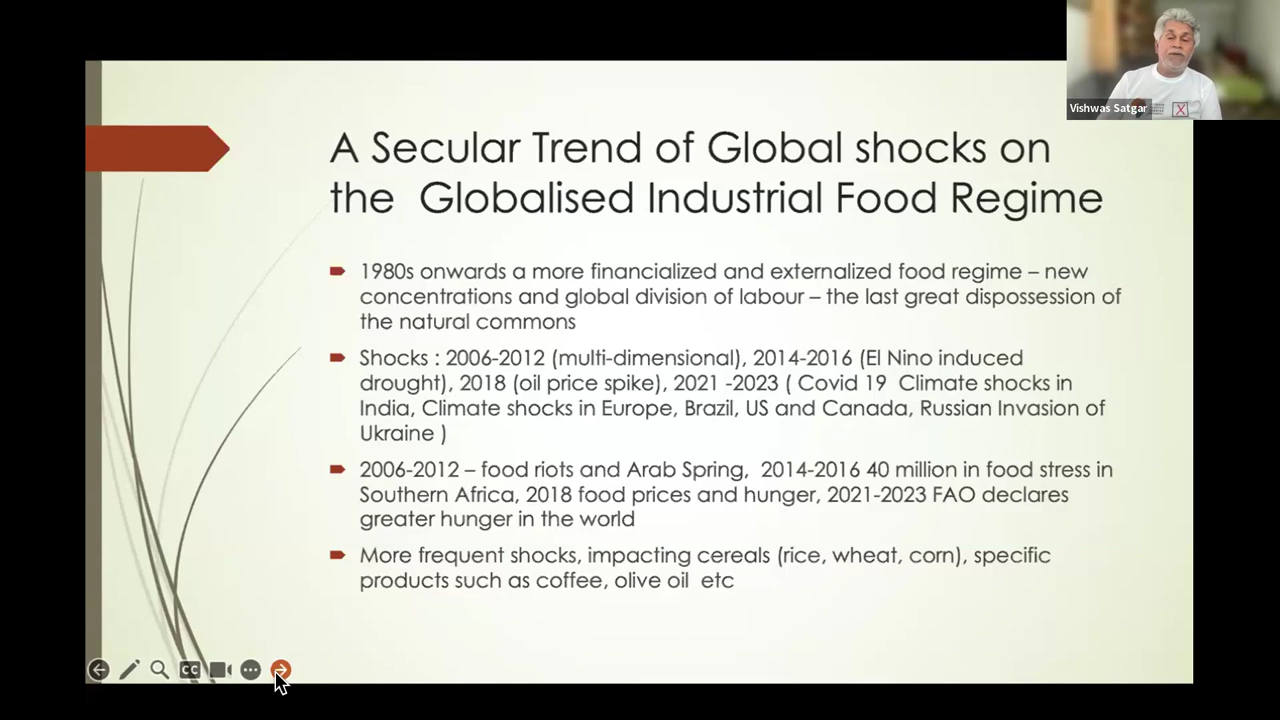 Vishwas Satgar
A Secular Trend of Global shocks on
the Globalised Industrial Food Regime
1980s onwards a more financialized and externalized food regime – new
concentrations and global division of labour – the last great dispossession of
the natural commons
Shocks : 2006-2012 (multi-dimensional), 2014-2016 (El Nino induced
drought), 2018 (oil price spike), 2021 -2023 ( Covid 19 Climate shocks in
India, Climate shocks in Europe, Brazil, US and Canada, Russian Invasion of
Ukraine )
2006-2012 – food riots and Arab Spring, 2014-2016 40 million in food stress in
Southern Africa, 2018 food prices and hunger, 2021-2023 FAO declares
greater hunger in the world
More frequent shocks, impacting cereals (rice, wheat, corn), specific
products such as coffee, olive oil etc
CC